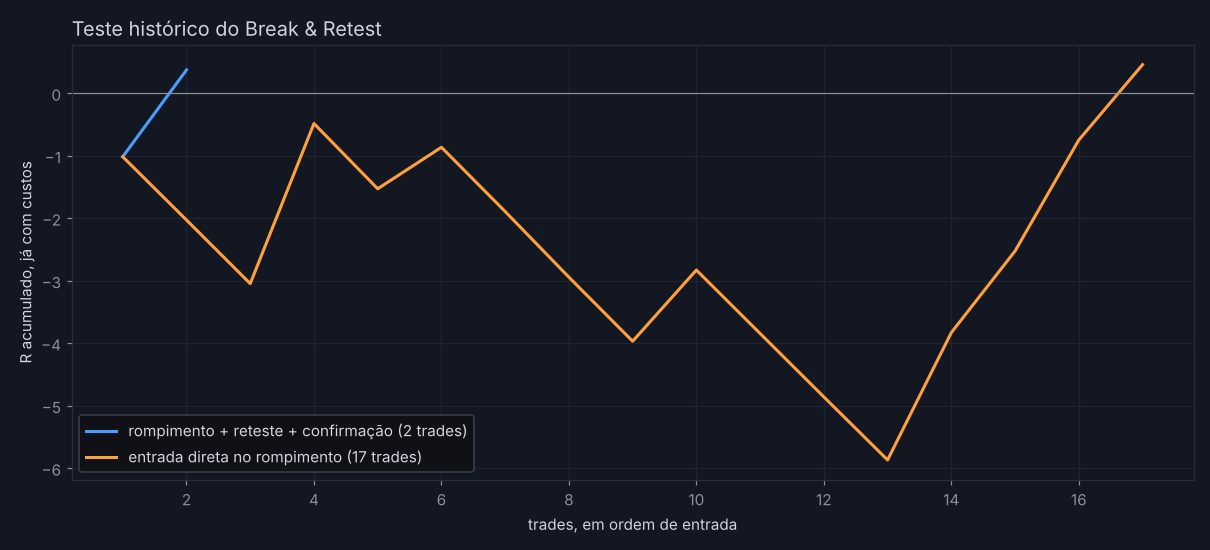 Teste histórico do Break & Retest
R acumulado, já com custos
0
−1
−2
−3
−4
−5
−6
rompimento + reteste + confirmação (2 trades)
entrada direta no rompimento (17 trades)
2 4 6 8 10 12 14 16
trades, em ordem de entrada